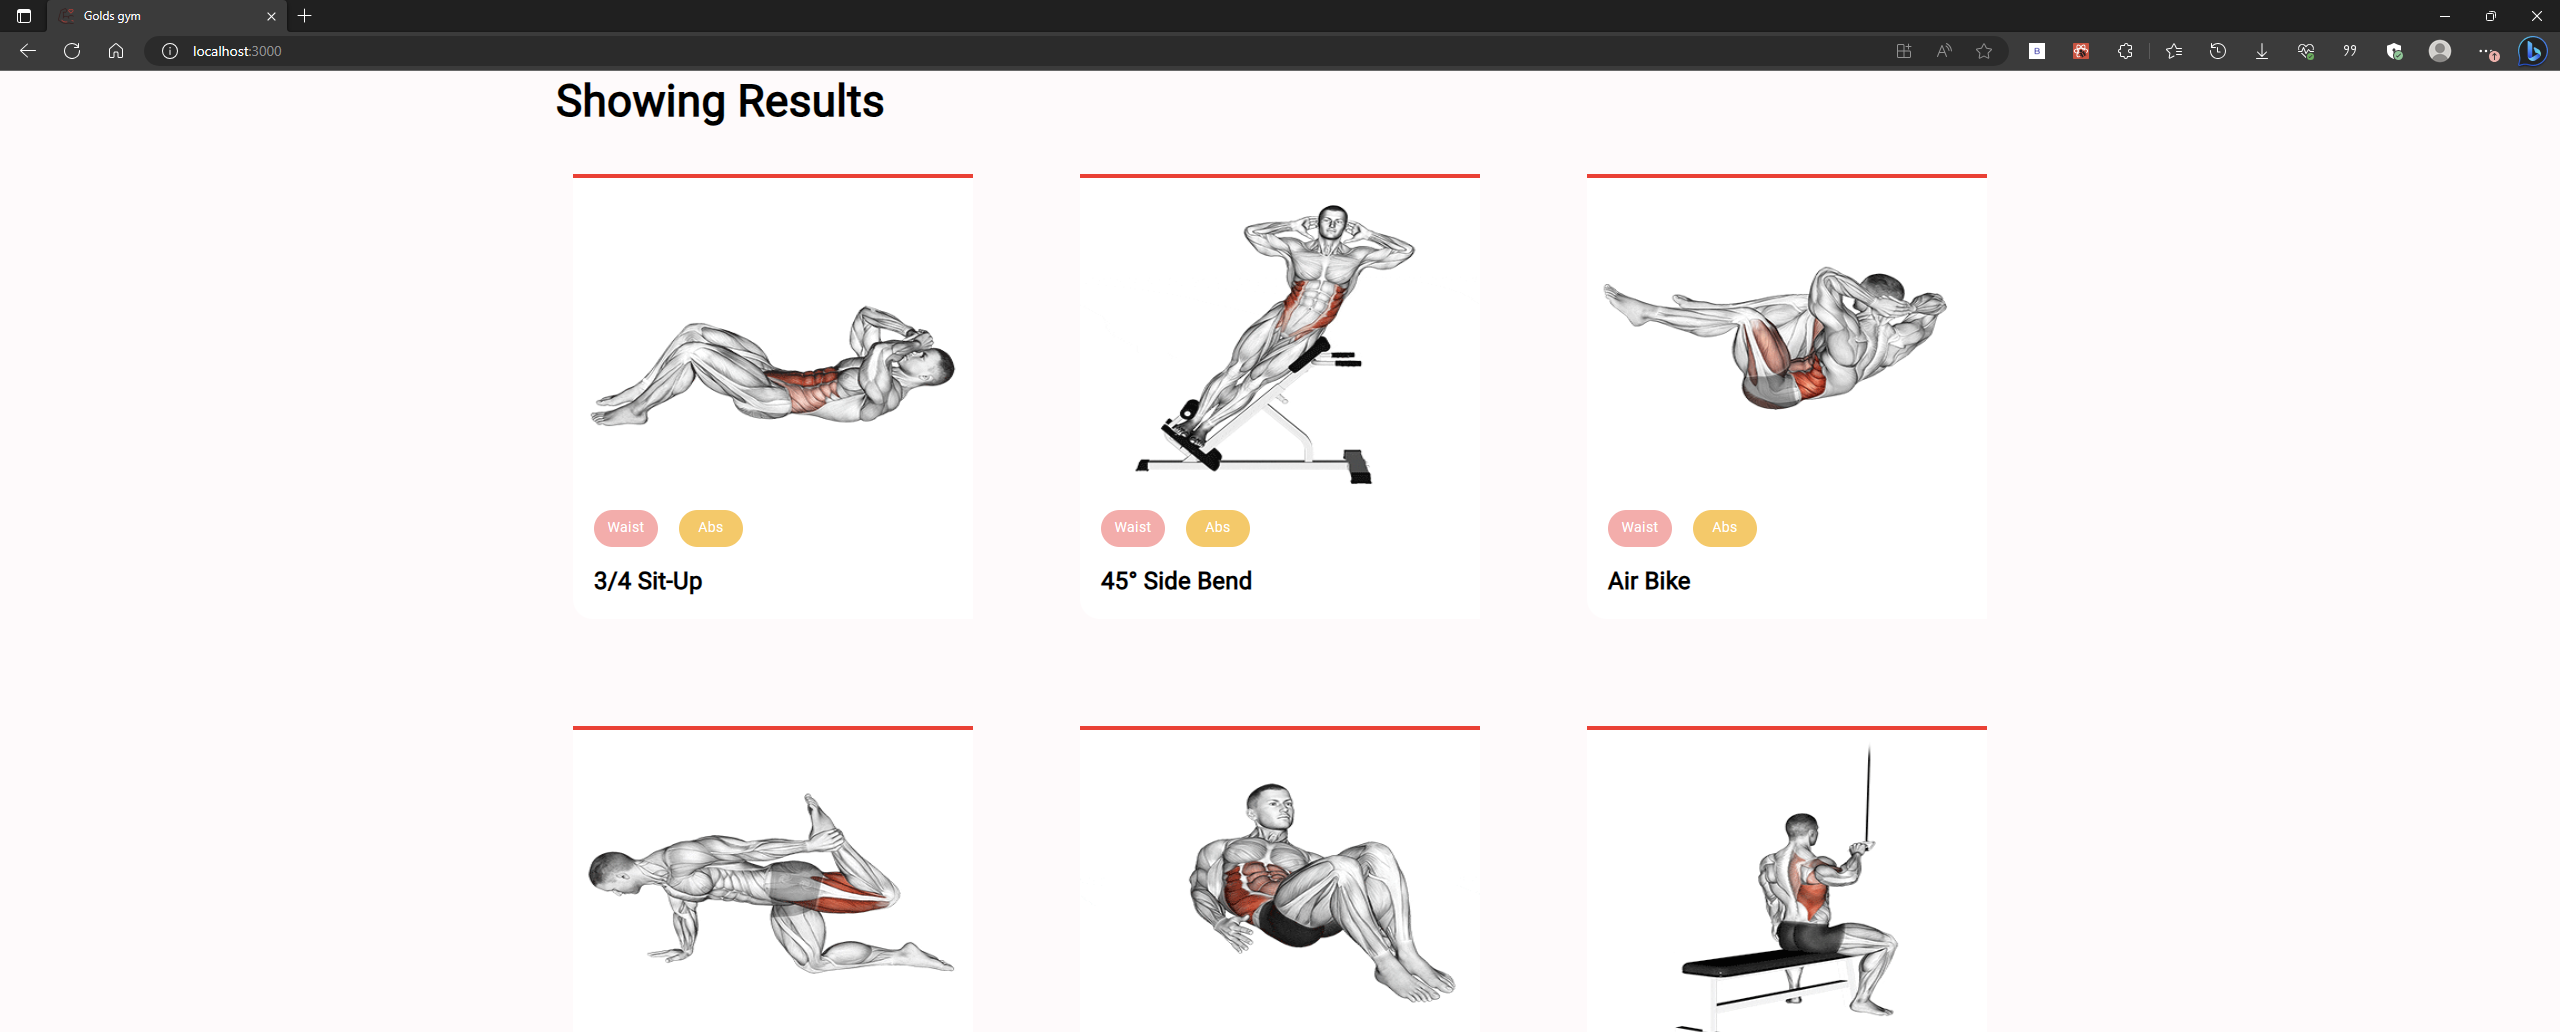 Golds gym
localhost:3000
Showing Results
Waist Abs
3/4 Sit-Up
Waist Abs
45° Side Bend
Waist Abs
Air Bike